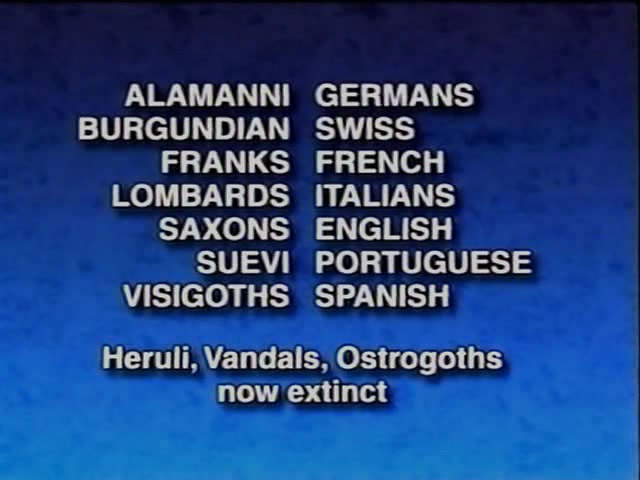 ALAMANNI GERMANS
BURGUNDIAN SWISS
FRANKS FRENCH
LOMBARDS ITALIANS
SAXONS ENGLISH
SUEVI PORTUGUESE
VISIGOTHS SPANISH
Heruli, Vandals, Ostrogoths
now extinct